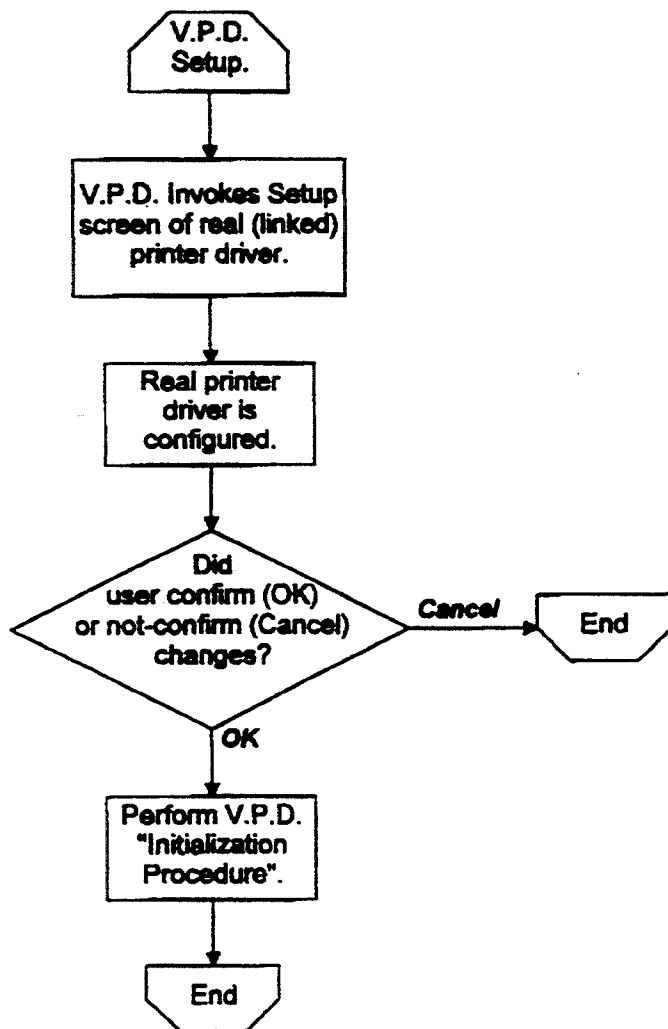 V.P.D.
Setup.
V.P.D. Invokes Setup
screen of real (linked)
printer driver.
Real printer
driver is
configured.
Did
user confirm (OK)
or not-confirm (Cancel)
changes?
Cancel
End
OK
Perform V.P.D.
"Initialization
Procedure".
End